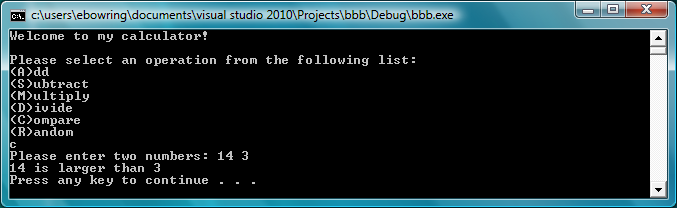 c:\users\ebowring\documents\visual studio 2010\Projects\bbb\Debug\bbb.exe
Welcome to my calculator!
Please select an operation from the following list:
(A)dd
(S)ubtract
(M)ultiply
(D)ivide
(C)ompare
(R)andom
c
Please enter two numbers: 14 3
14 is larger than 3
Press any key to continue . . .